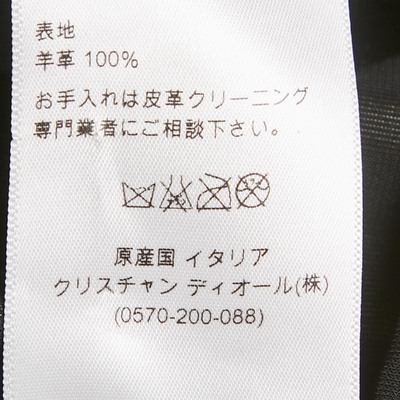 表地
羊革 100%
お手入れは皮革クリーニング
専門業者にご相談下さい。
原産国 イタリア
クリスチャン ディオール(株)
(0570-200-088)